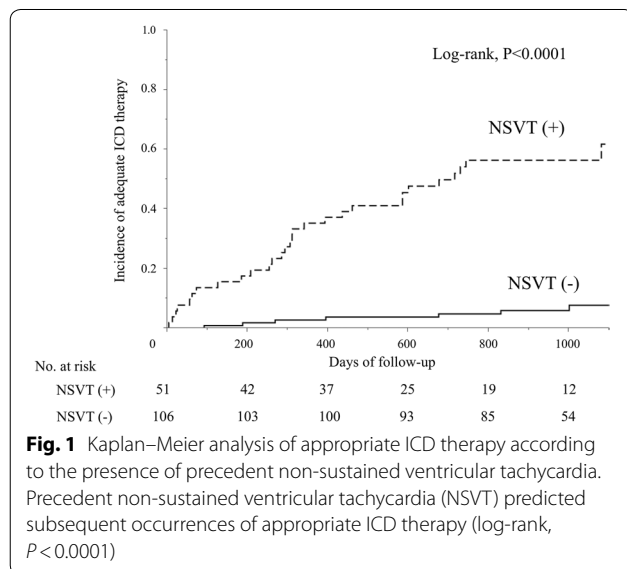 1.0
Log-rank, P<0.0001
0.8
NSVT (+)
0.6
Incidence of adequate ICD therapy
0.4
0.2
NSVT (-)
0 200 400 600 800 1000
Days of follow-up
No. at risk
NSVT (+) 51 42 37 25 19 12
NSVT (-) 106 103 100 93 85 54
Fig. 1 Kaplan–Meier analysis of appropriate ICD therapy according
to the presence of precedent non-sustained ventricular tachycardia.
Precedent non-sustained ventricular tachycardia (NSVT) predicted
subsequent occurrences of appropriate ICD therapy (log-rank,
P < 0.0001)